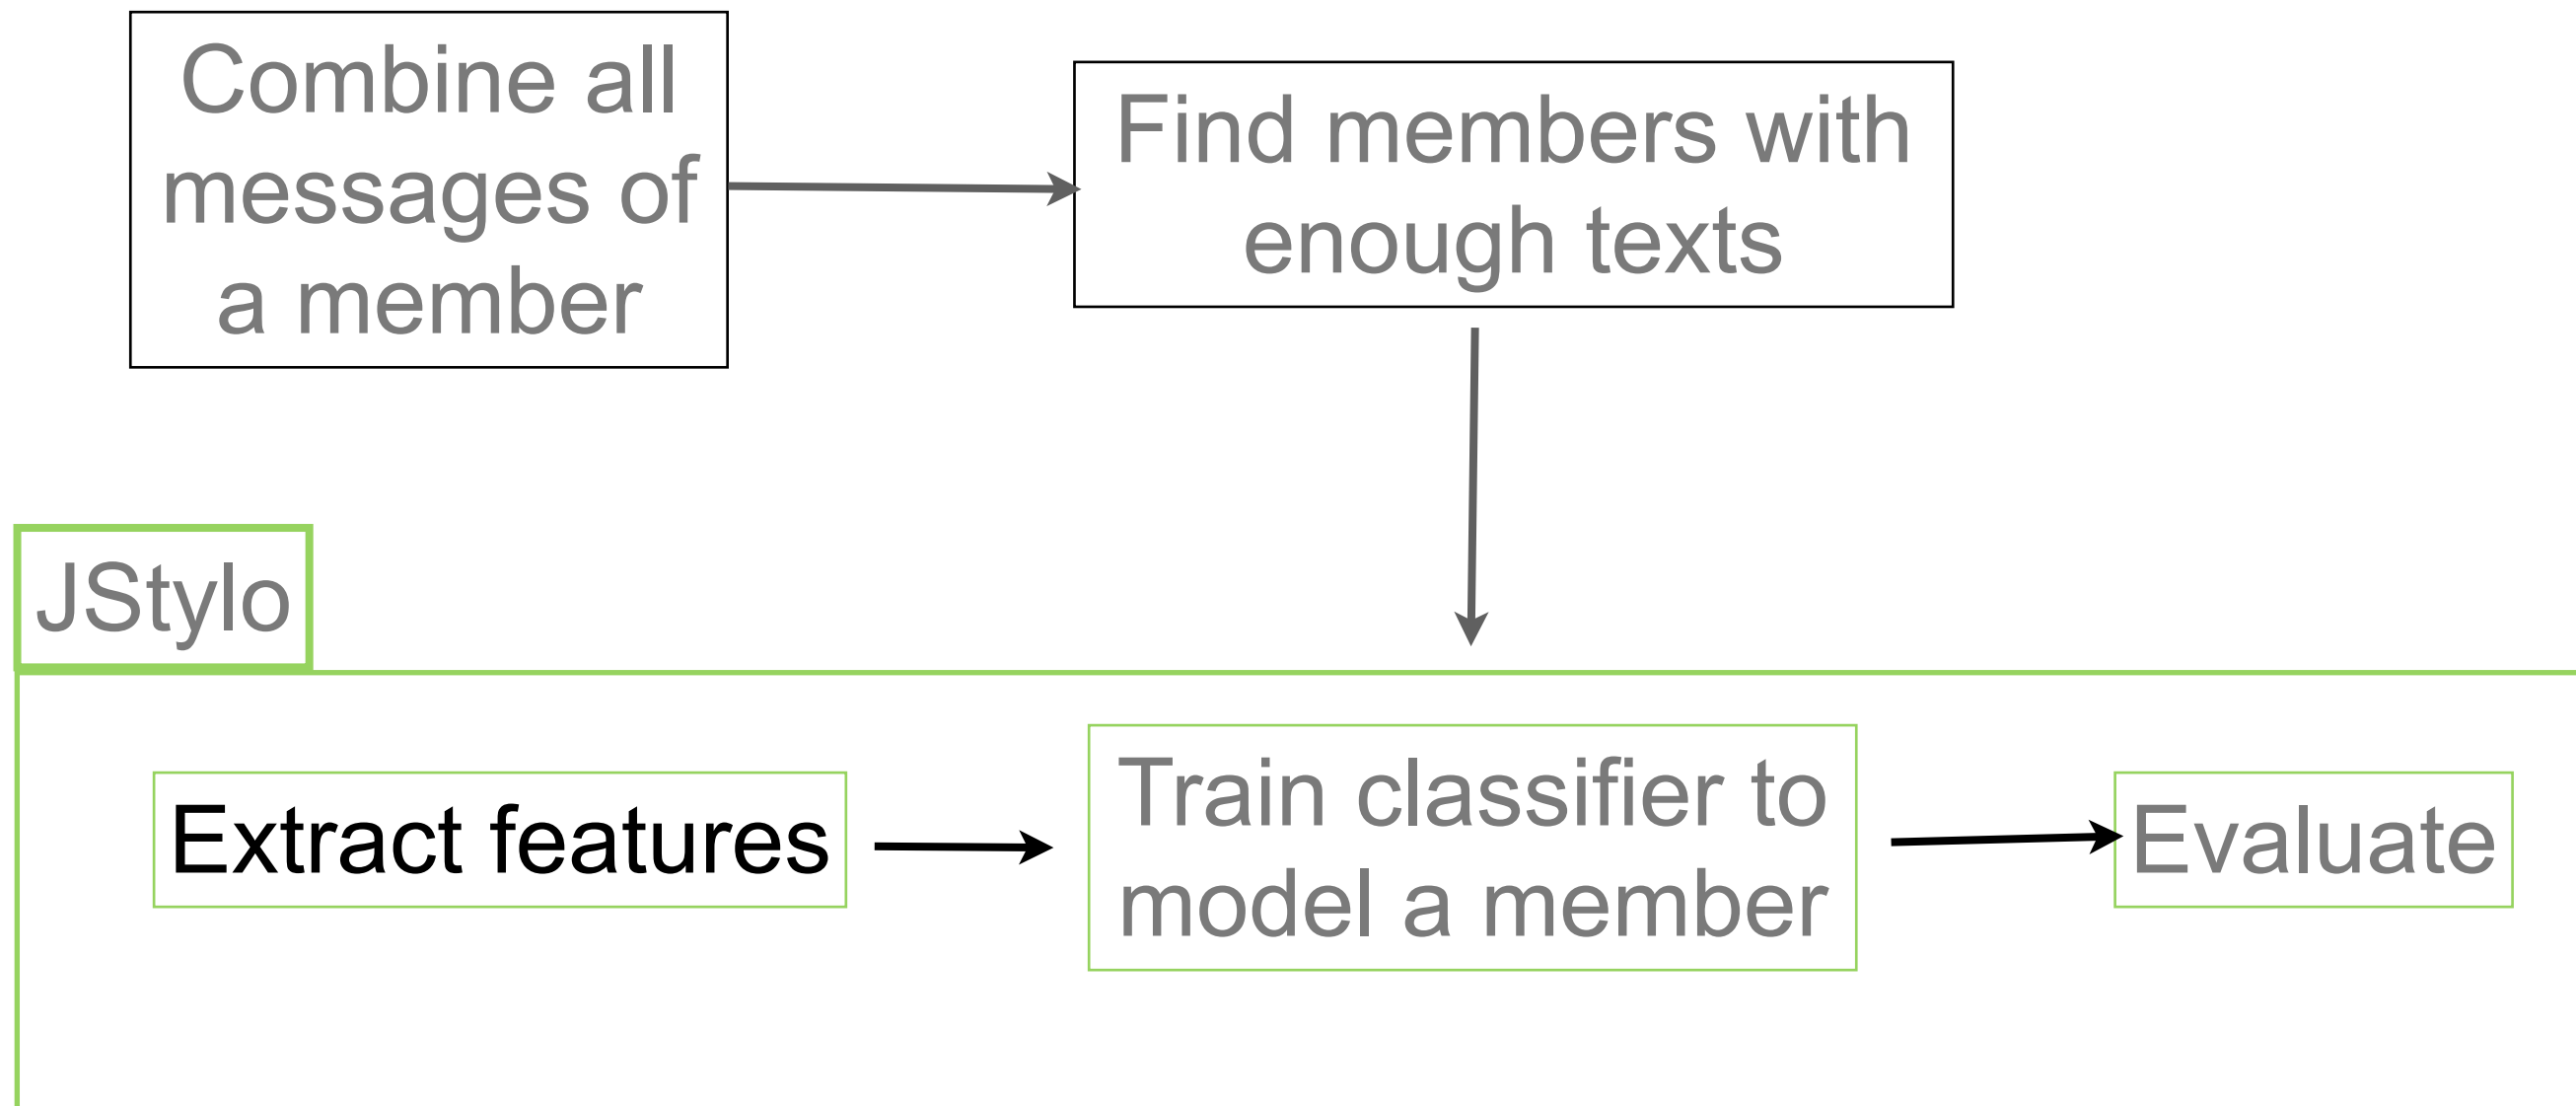 Combine all
messages of
a member
Find members with
enough texts
JStylo
Extract features
Train classifier to
model a member
Evaluate